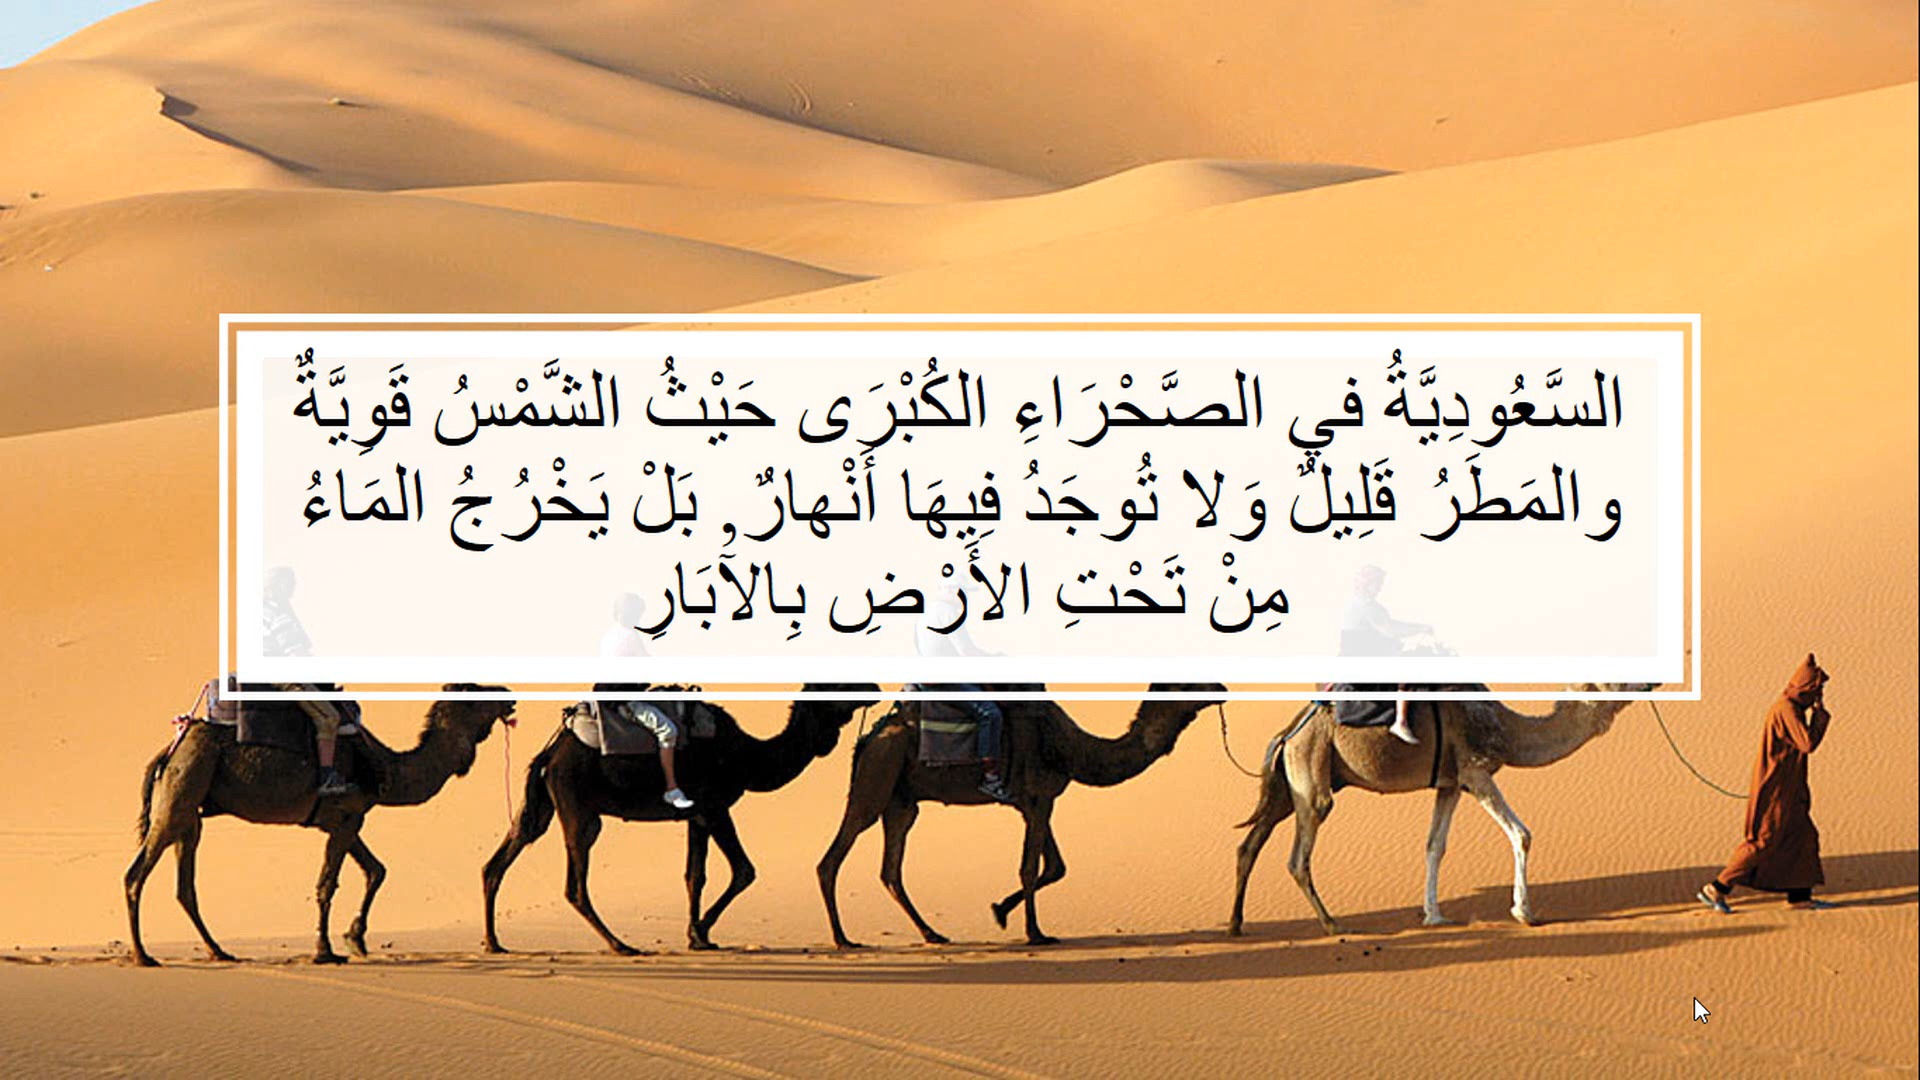 السَّعُودِيَّةُ في الصَّحْرَاءِ الكُبْرَى حَيْثُ الشَّمْسُ قَوِيَّةٌ
والمَطَرُ قَلِيلٌ وَلا تُوجَدُ فِيهَا أَنْهارٌ, بَلْ يَخْرُجُ المَاءُ
مِنْ تَحْتِ الأَرْضِ بِالآبَارِ